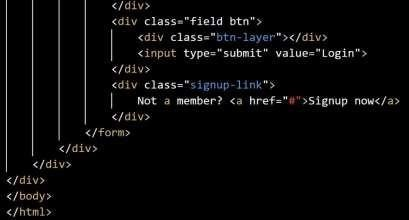 </div>
<div class="field btn">
<div class="btn-layer"></div>
<input type="submit" value="Login">
</div>
<div class="signup-link">
Not a member? <a href="#">Signup now</a>
</div>
</form>
</div>
</div>
</div>
</body>
</html>